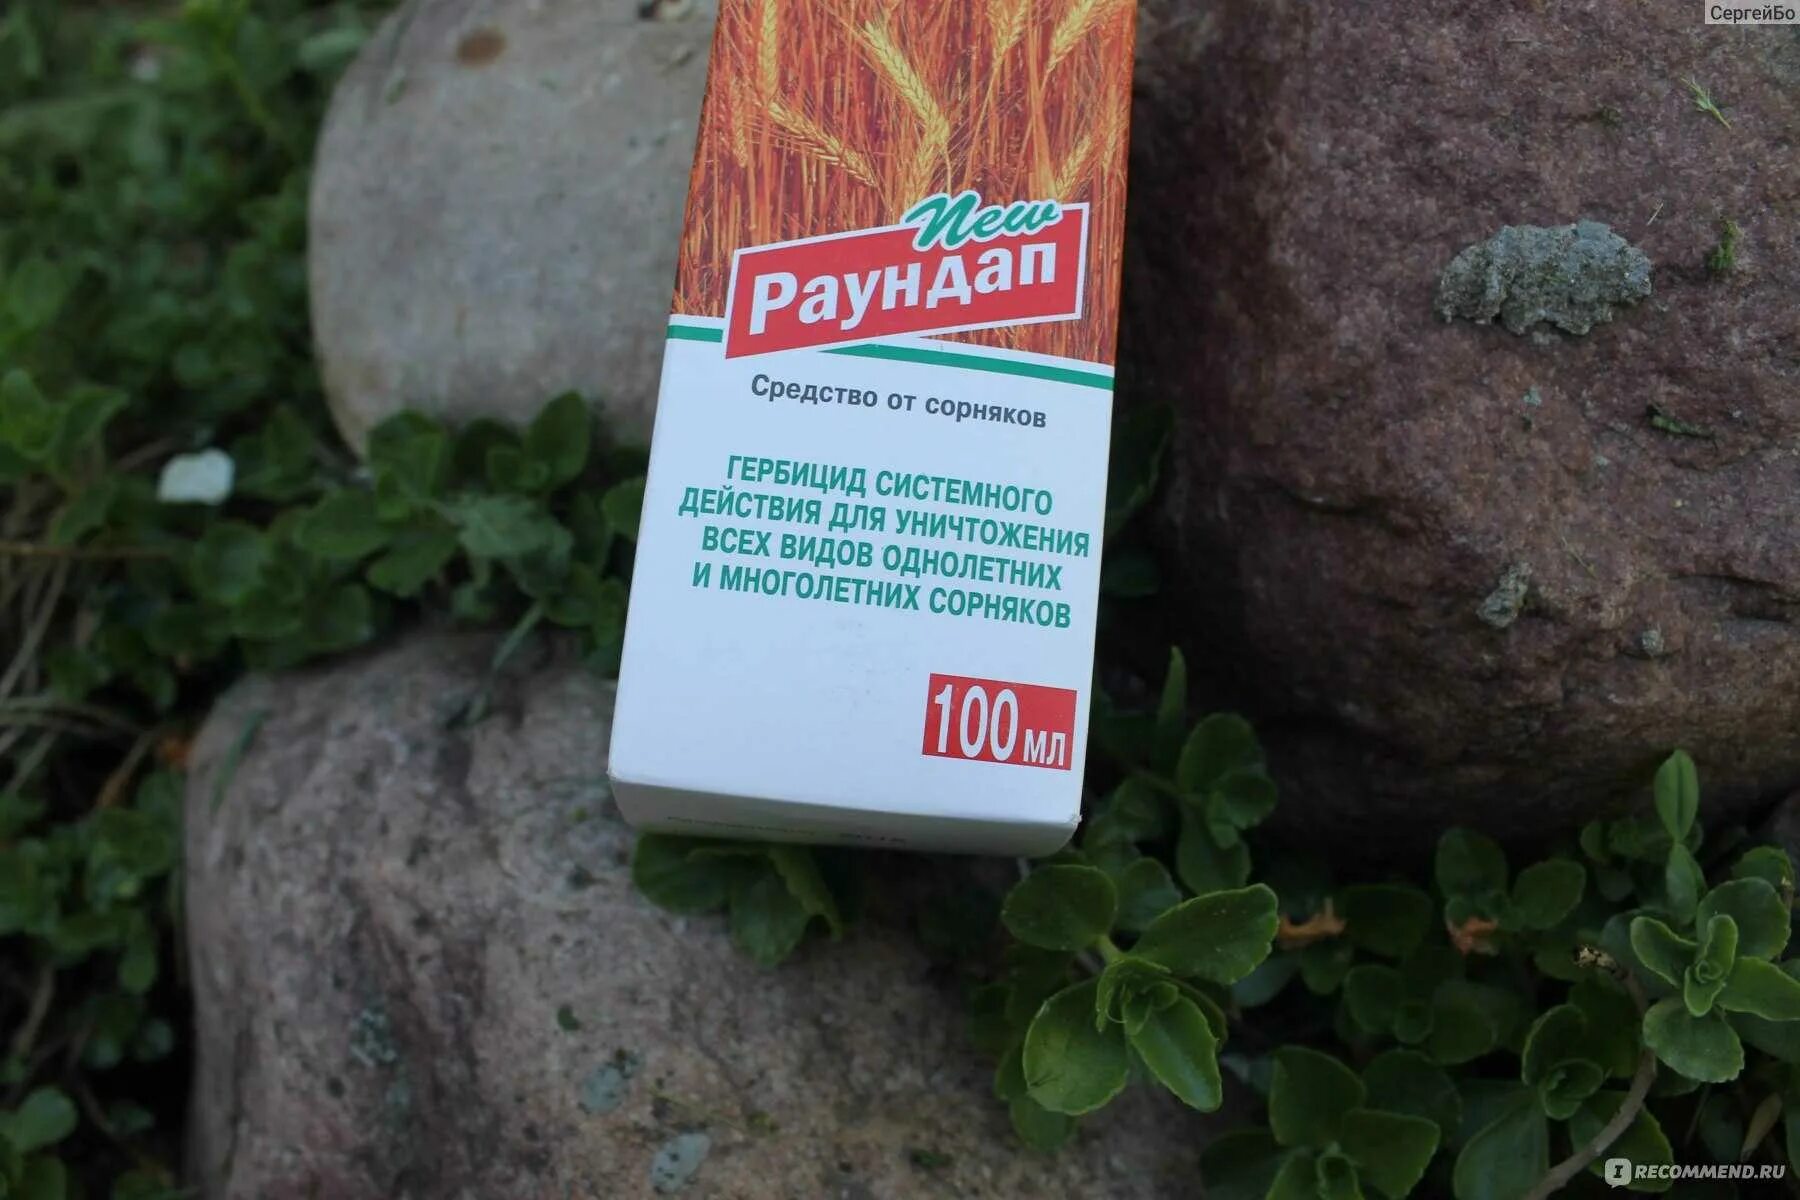 СергейБо
New
Раундап
Средство от сорняков
ГЕРБИЦИД СИСТЕМНОГО
ДЕЙСТВИЯ ДЛЯ УНИЧТОЖЕНИЯ
ВСЕХ ВИДОВ ОДНОЛЕТНИХ
И МНОГОЛЕТНИХ СОРНЯКОВ
100 мл
IRECOMMEND.RU